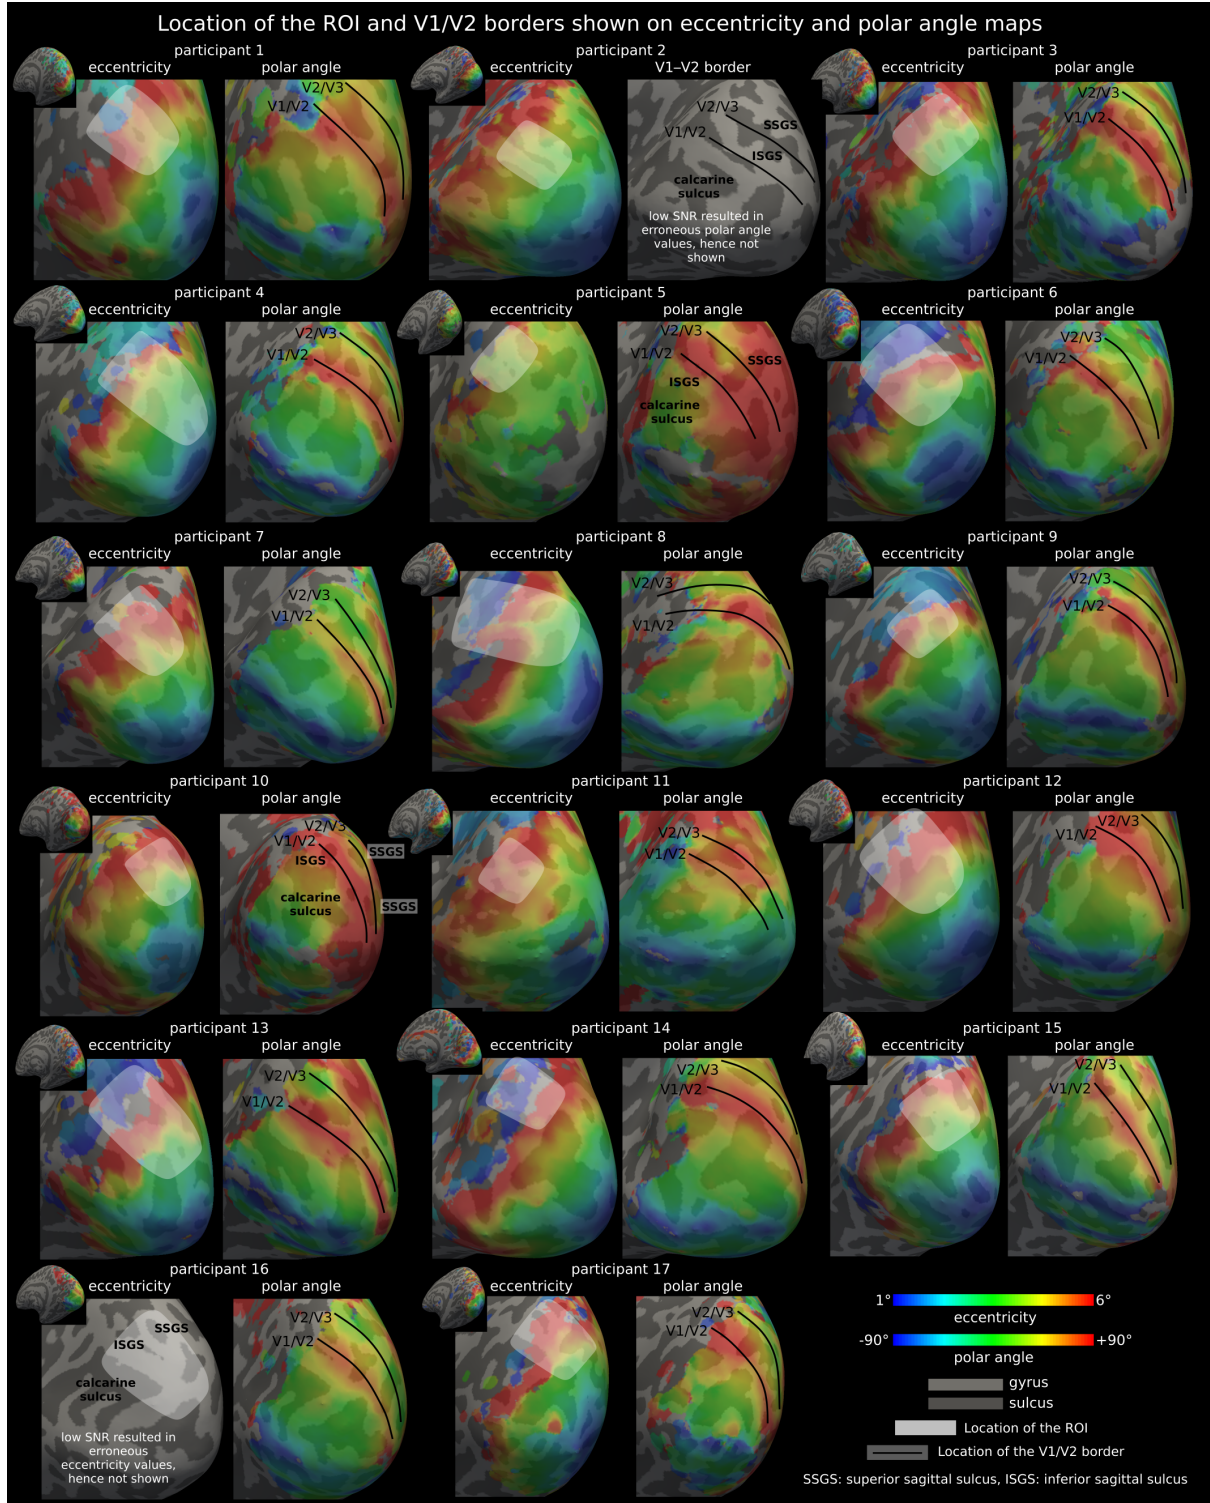 Location of the ROI and V1/V2 borders shown on eccentricity and polar angle maps
participant 1
eccentricity
polar angle
V2/V3
V1/V2
participant 2
eccentricity
V1–V2 border
V2/V3
SSGS
V1/V2
ISGS
calcarine
sulcus
low SNR resulted in
erroneous polar angle
values, hence not
shown
participant 3
eccentricity
polar angle
V2/V3
V1/V2
participant 4
eccentricity
polar angle
V2/V3
V1/V2
participant 5
eccentricity
polar angle
V2/V3
V1/V2
SSGS
ISGS
calcarine
sulcus
participant 6
eccentricity
polar angle
V2/V3
V1/V2
participant 7
eccentricity
polar angle
V2/V3
V1/V2
participant 8
eccentricity
polar angle
V2/V3
V1/V2
participant 9
eccentricity
polar angle
V2/V3
V1/V2
participant 10
eccentricity
polar angle
V2/V3
V1/V2
SSGS
ISGS
calcarine
sulcus
SSGS
participant 11
eccentricity
polar angle
V2/V3
V1/V2
participant 12
eccentricity
polar angle
V2/V3
V1/V2
participant 13
eccentricity
polar angle
V2/V3
V1/V2
participant 14
eccentricity
polar angle
V2/V3
V1/V2
participant 15
eccentricity
polar angle
V2/V3
V1/V2
participant 16
eccentricity
polar angle
SSGS
ISGS
calcarine
sulcus
low SNR resulted in
erroneous
eccentricity values,
hence not shown
V2/V3
V1/V2
participant 17
eccentricity
polar angle
V2/V3
V1/V2
1° 6°
eccentricity
-90° +90°
polar angle
gyrus
sulcus
Location of the ROI
Location of the V1/V2 border
SSGS: superior sagittal sulcus, ISGS: inferior sagittal sulcus